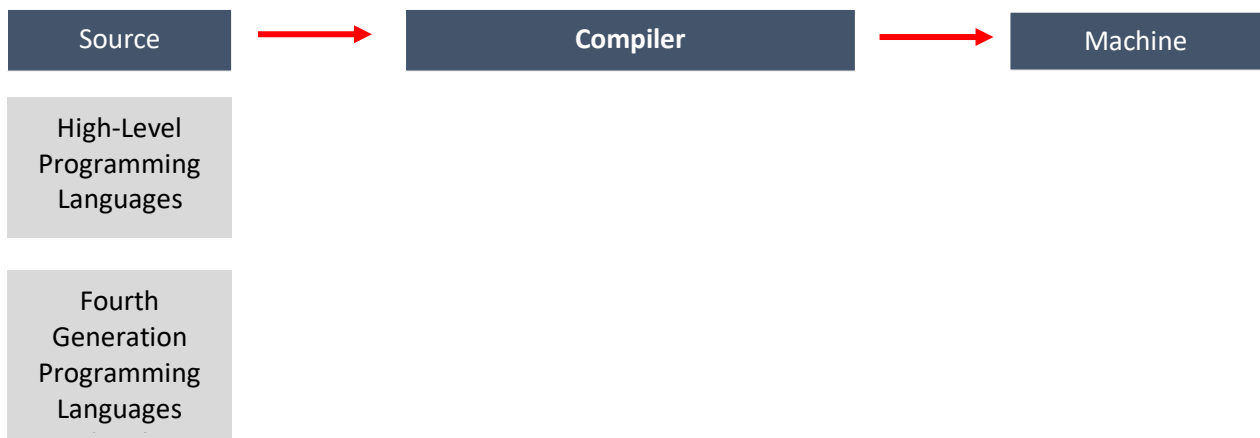 Source
Compiler
Machine
High-Level
Programming
Languages
Fourth
Generation
Programming
Languages